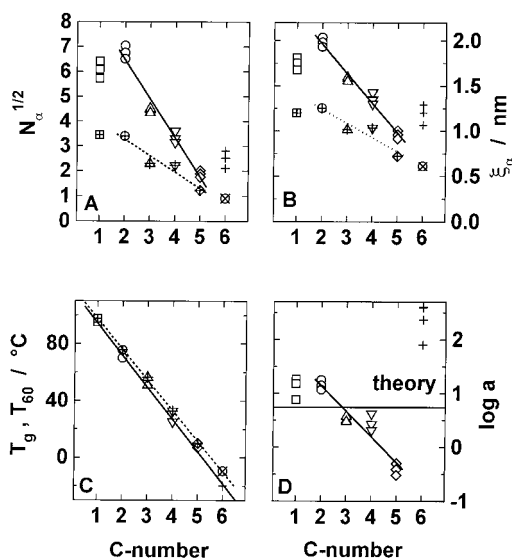 8
7
6
5
4
3
2
1
0
N_α^1/2
A
1 2 3 4 5 6
2.0
1.5
1.0
0.5
0.0
ξ_α / nm
B
1 2 3 4 5 6
80
40
0
T_g , T_60 / °C
C
1 2 3 4 5 6
C-number
2
1
0
-1
log a
theory
D
1 2 3 4 5 6
C-number